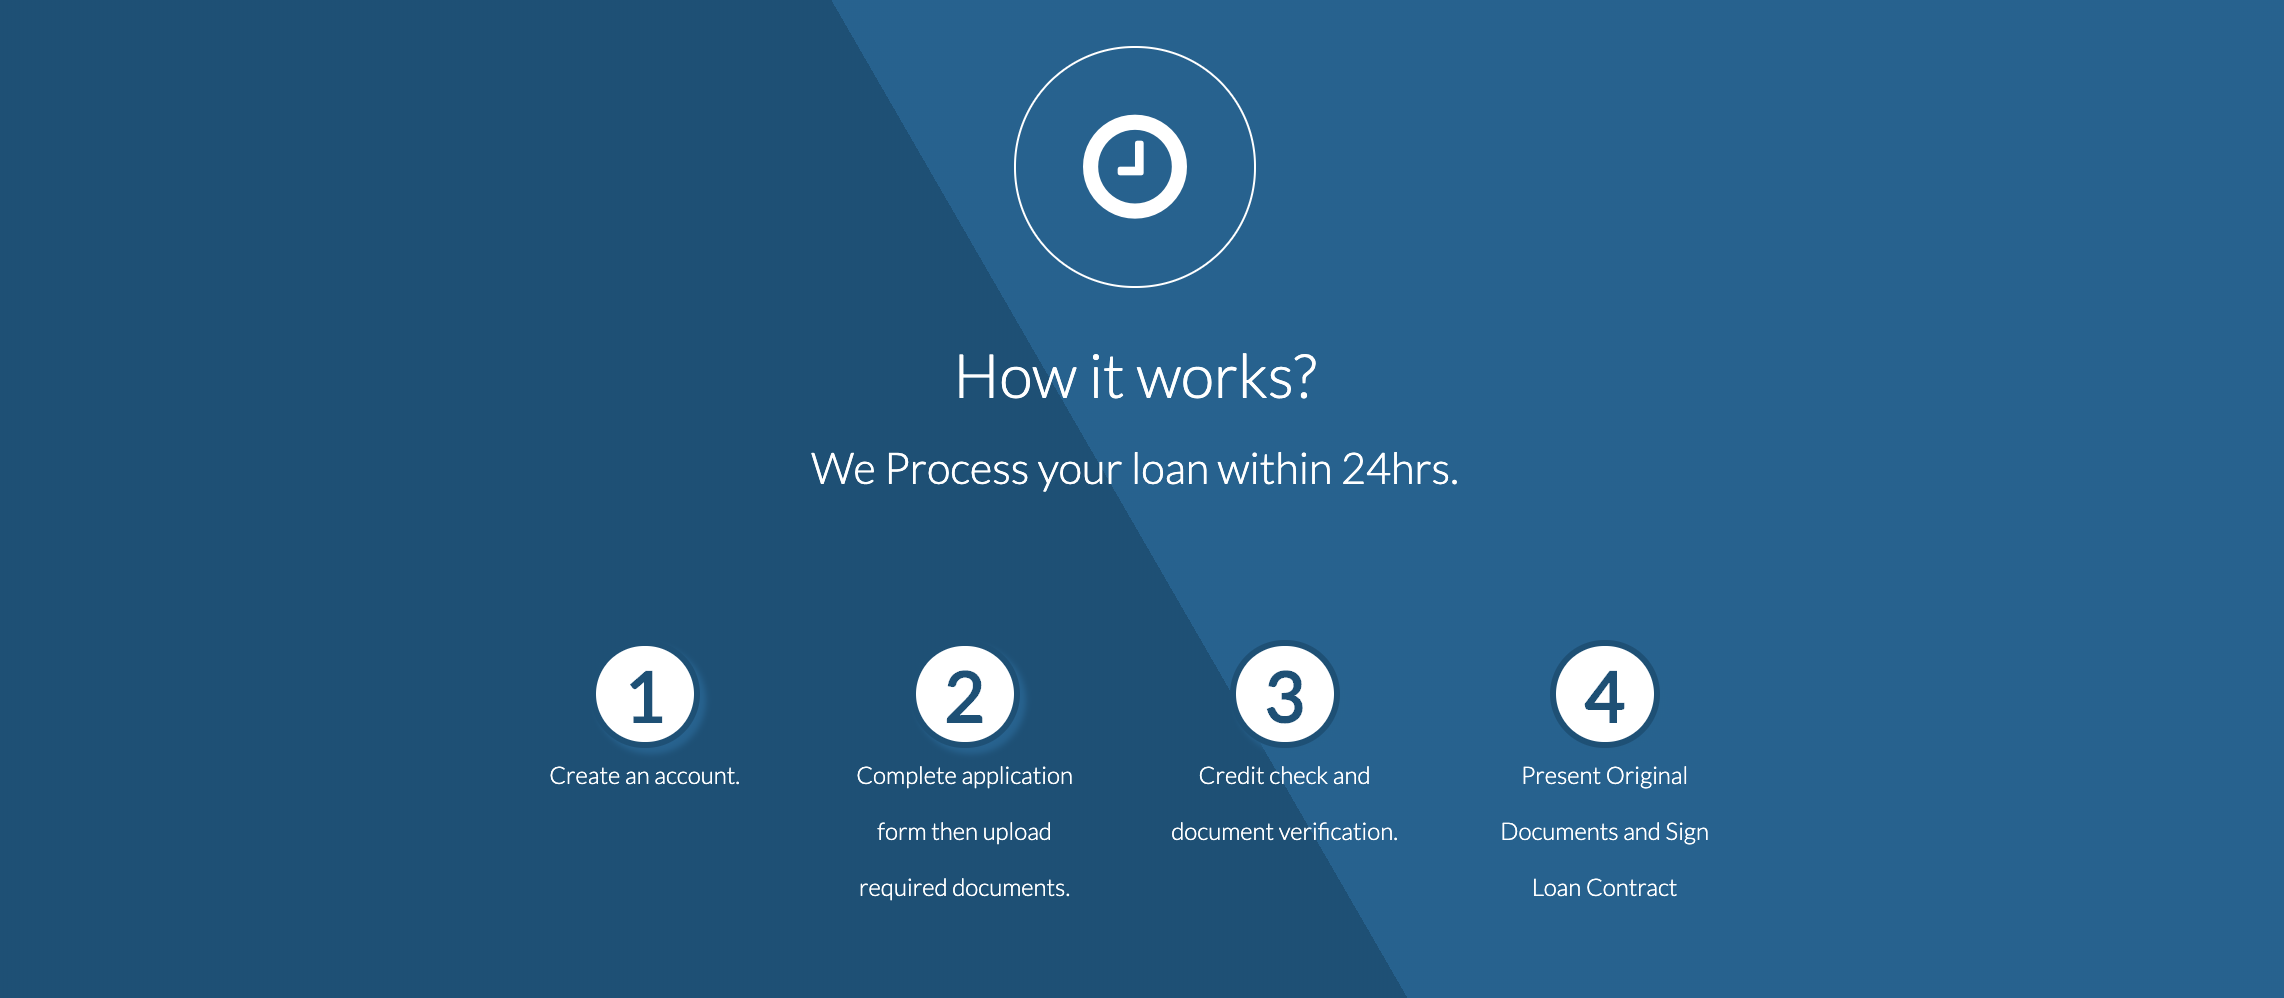 How it works?
We Process your loan within 24hrs.
1
Create an account.
2
Complete application
form then upload
required documents.
3
Credit check and
document verification.
4
Present Original
Documents and Sign
Loan Contract